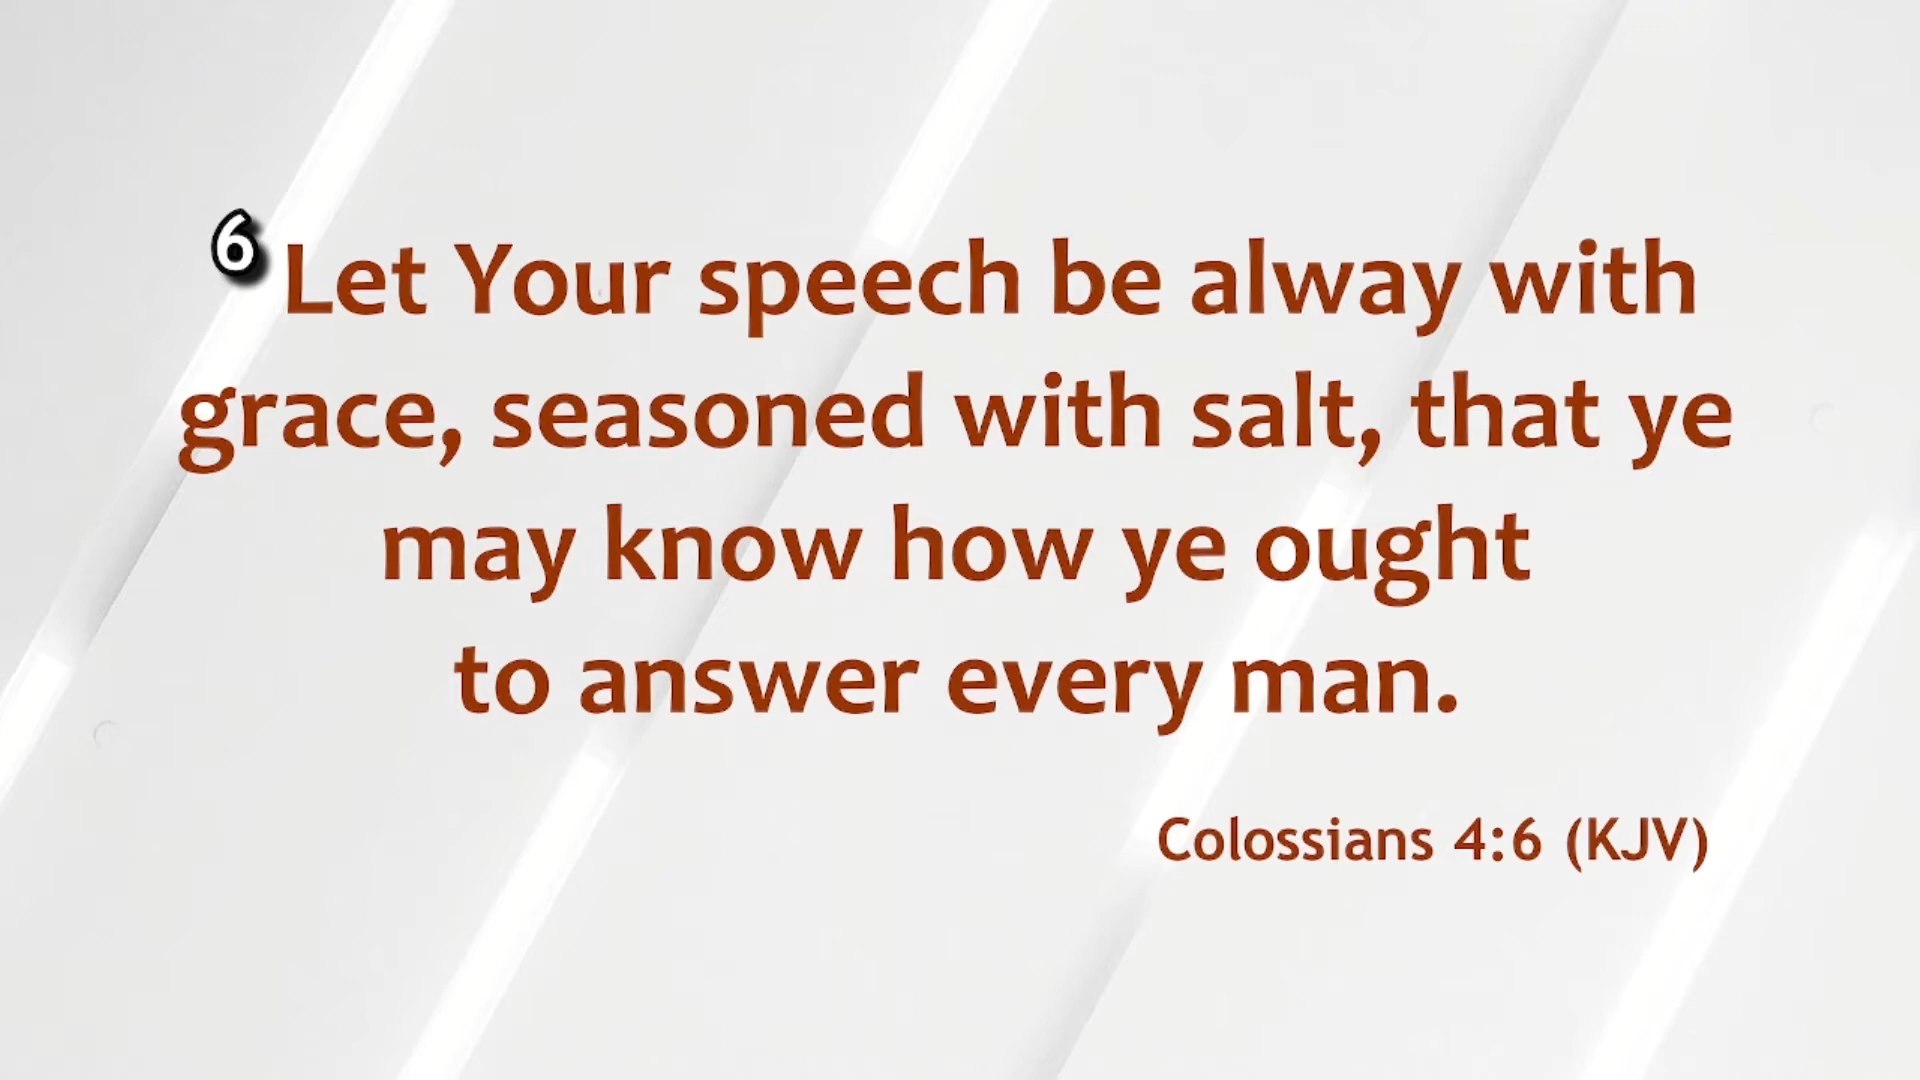 6 Let Your speech be alway with
grace, seasoned with salt, that ye
may know how ye ought
to answer every man.
Colossians 4:6 (KJV)